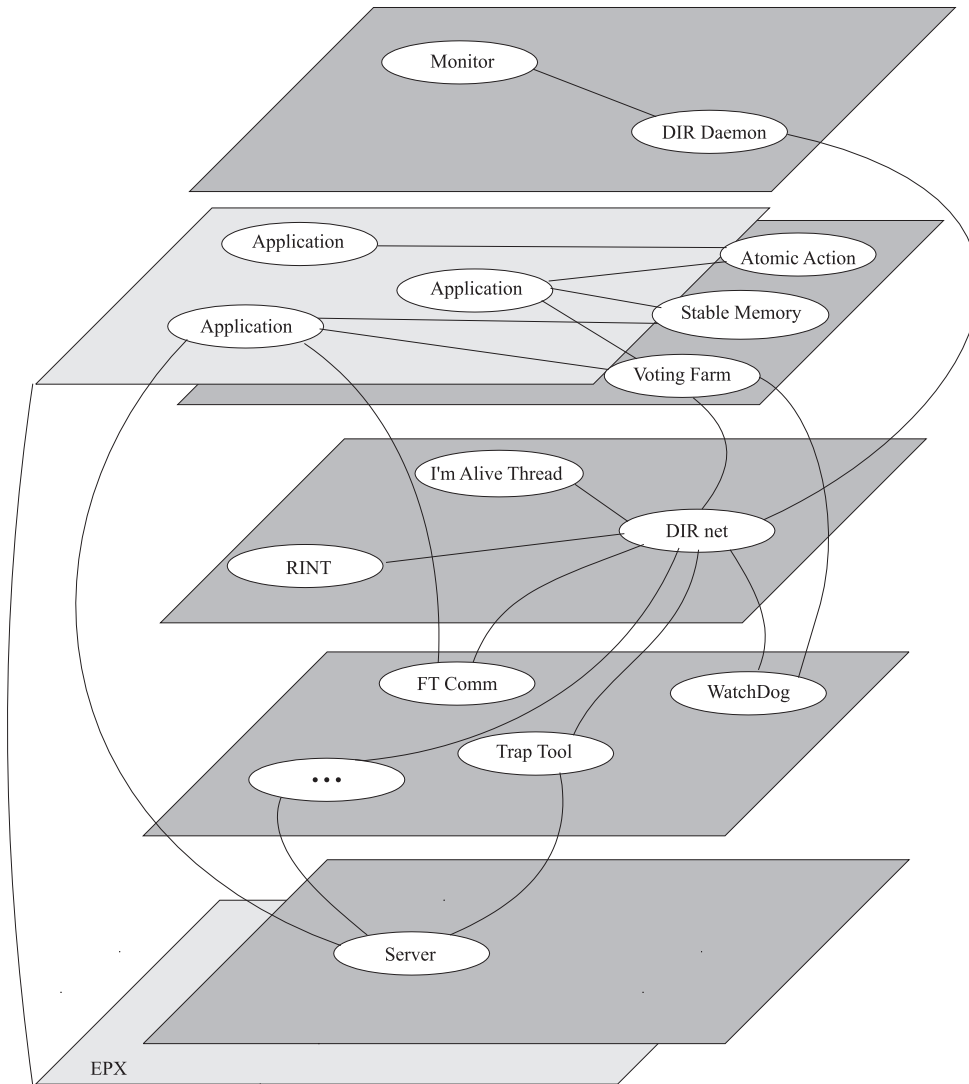 Monitor
DIR Daemon
Application
Atomic Action
Application
Stable Memory
Application
Voting Farm
I'm Alive Thread
DIR net
RINT
FT Comm
WatchDog
Trap Tool
•••
Server
EPX